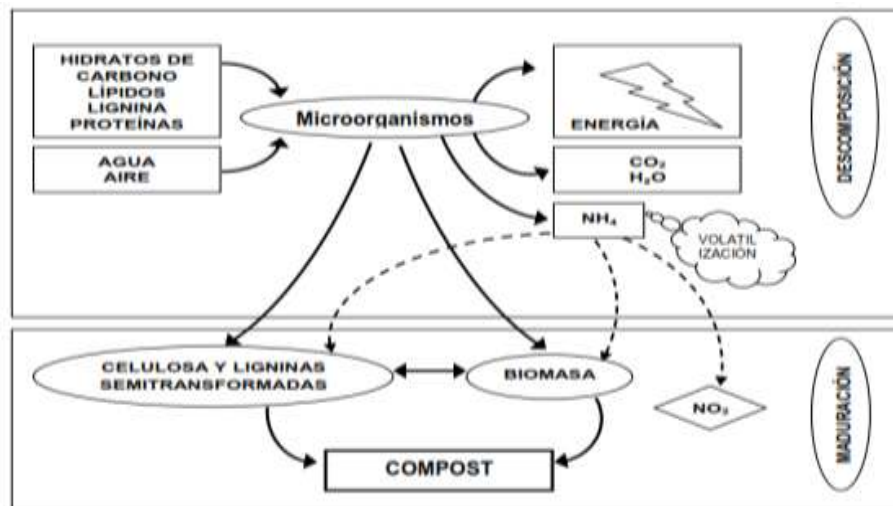 HIDRATOS DE
CARBONO
LÍPIDOS
LIGNINA
PROTEÍNAS
AGUA
AIRE
Microorganismos
ENERGÍA
CO₂
H₂O
NH₄
VOLATIL
IZACIÓN
DESCOMPOSICIÓN
CELULOSA Y LIGNINAS
SEMITRANSFORMADAS
BIOMASA
NO₃
COMPOST
MADURACIÓN